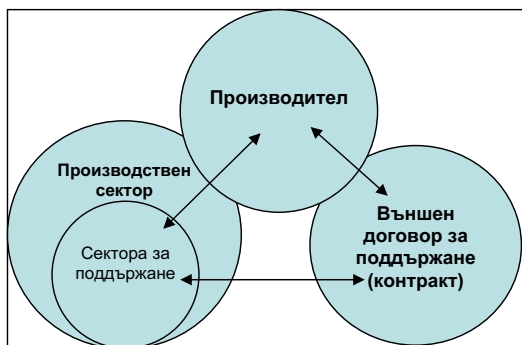 Производител
Производствен
сектор
Сектора за
поддържане
Външен
договор за
поддържане
(контракт)